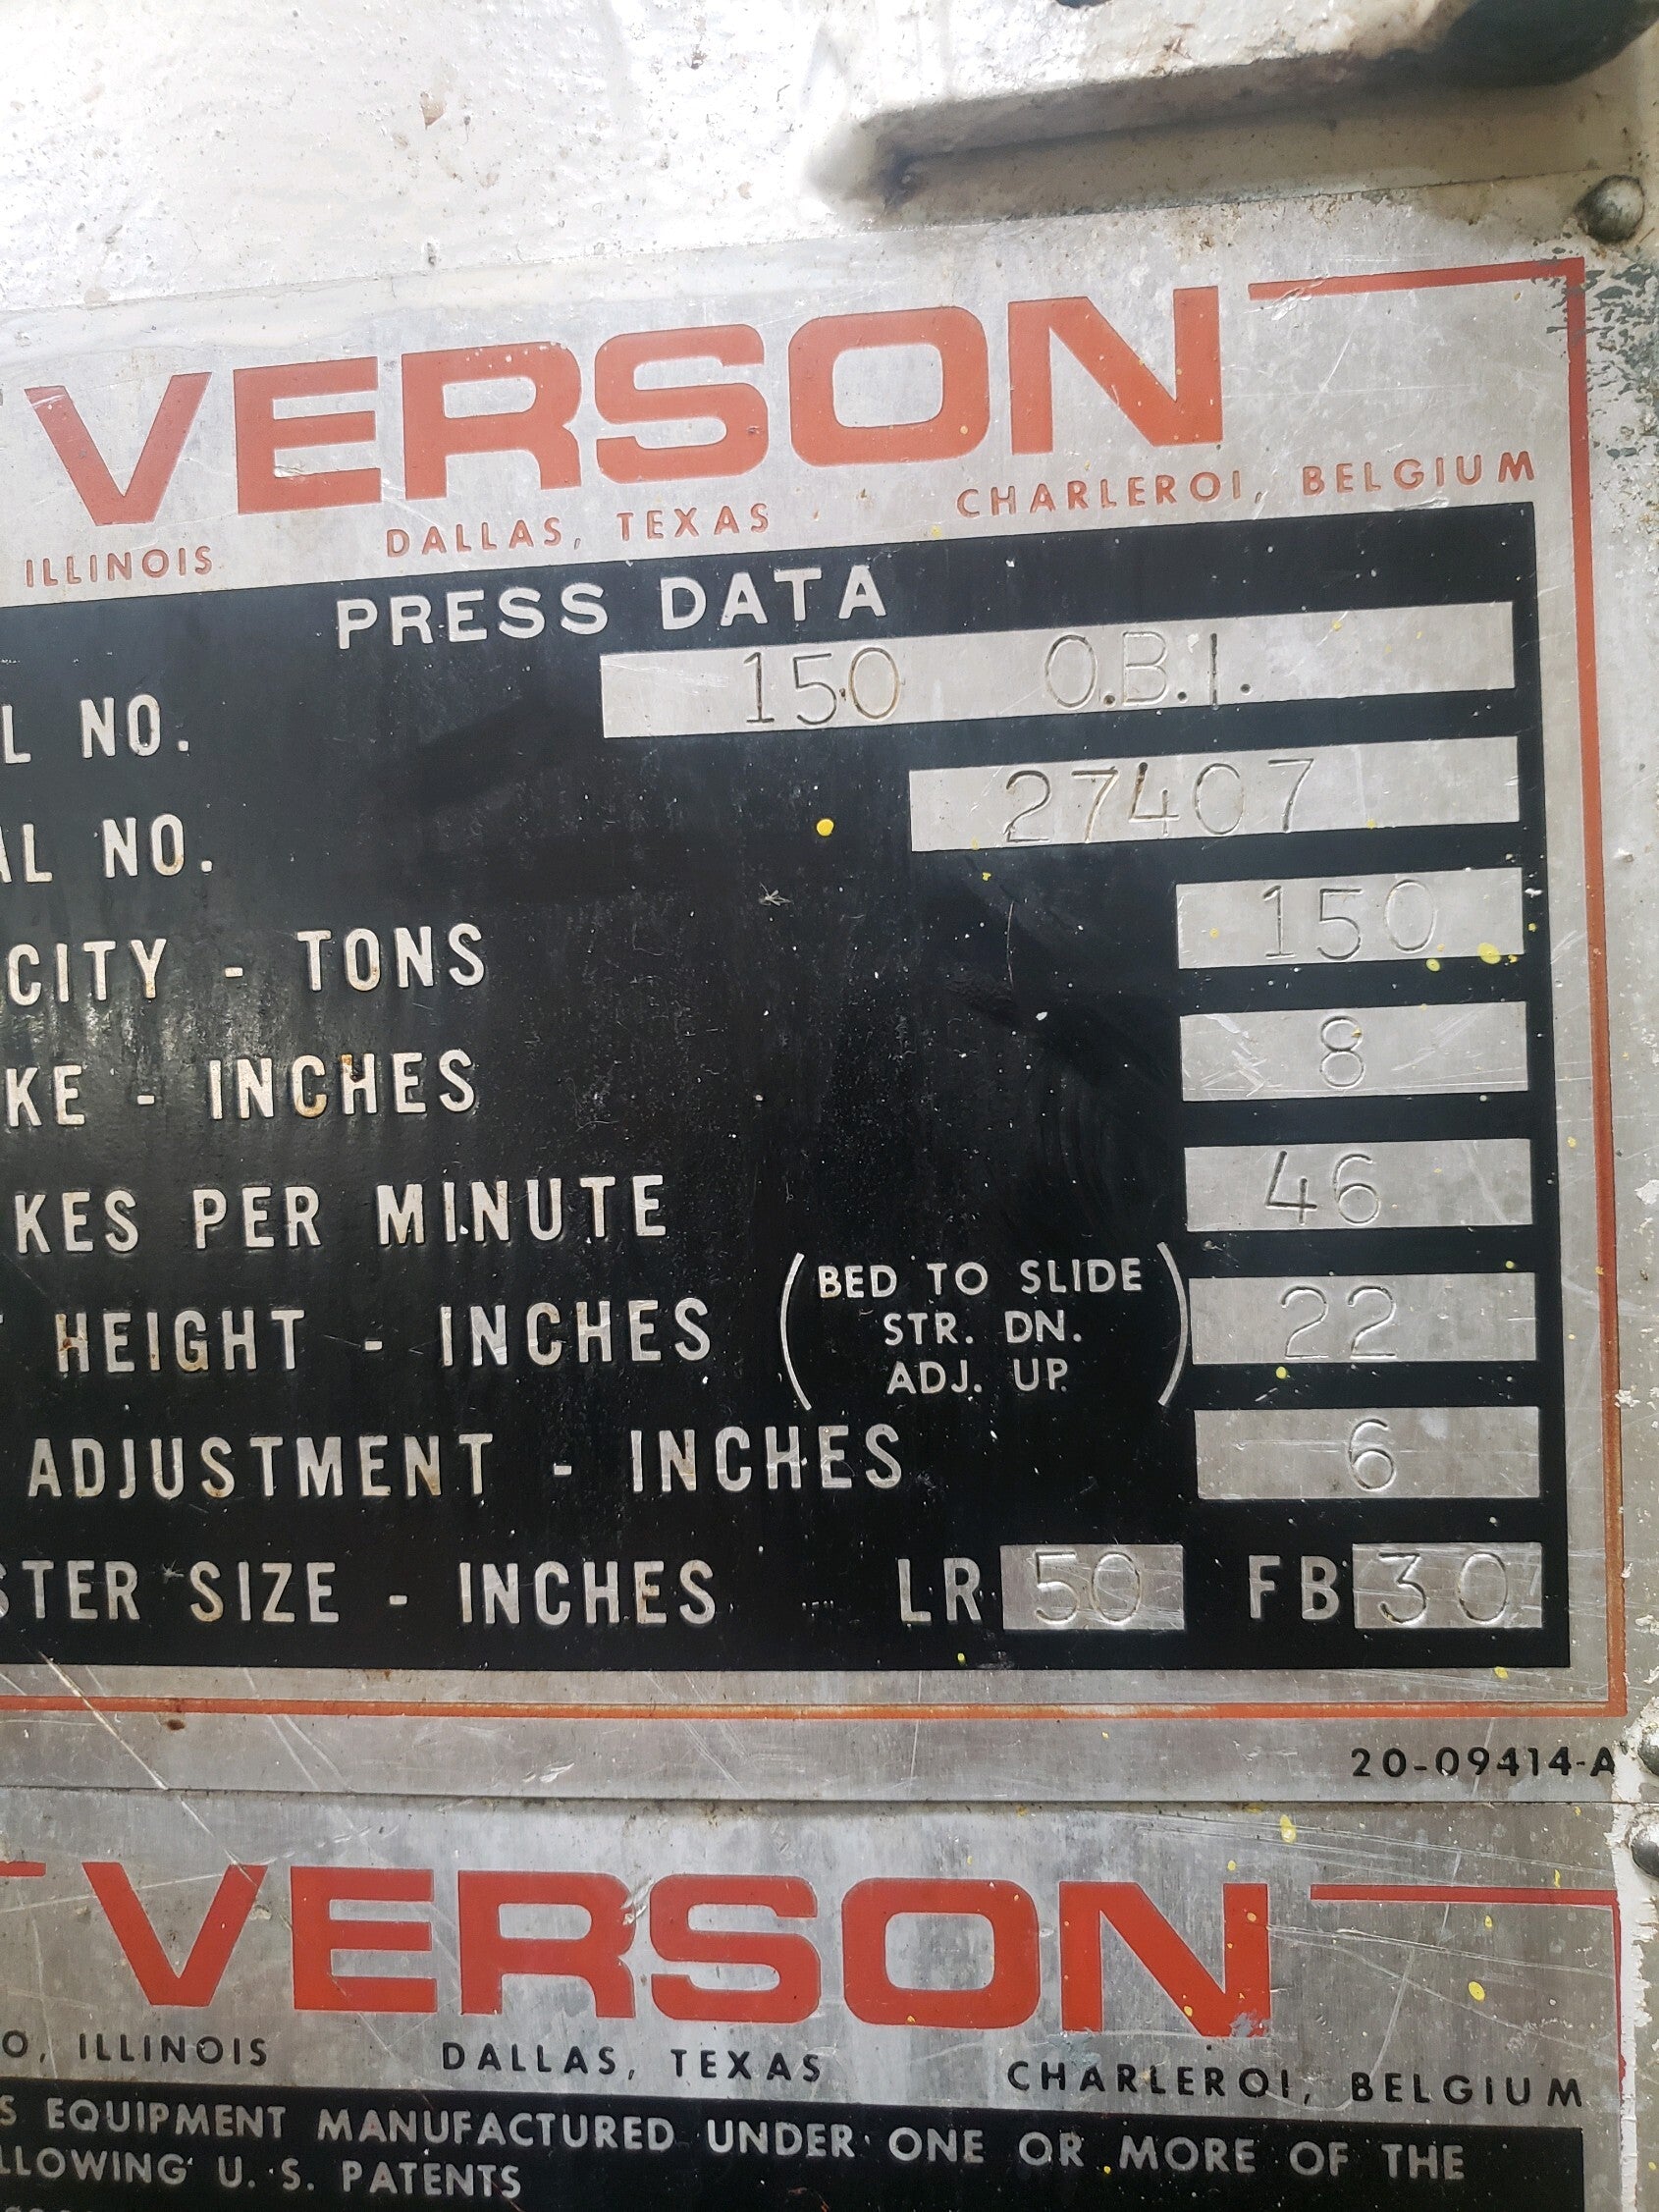 VERSON
ILLINOIS DALLAS, TEXAS CHARLEROI, BELGIUM
PRESS DATA
L NO. 150 O.B.I.
AL NO. 27407
CITY - TONS 150
KE - INCHES 8
KES PER MINUTE 46
HEIGHT - INCHES (BED TO SLIDE STR. DN. ADJ. UP.) 22
ADJUSTMENT - INCHES 6
STER SIZE - INCHES LR 50 FB 30
20-09414-A
VERSON
O, ILLINOIS DALLAS, TEXAS CHARLEROI, BELGIUM
S EQUIPMENT MANUFACTURED UNDER ONE OR MORE OF THE
LLOWING U. S. PATENTS